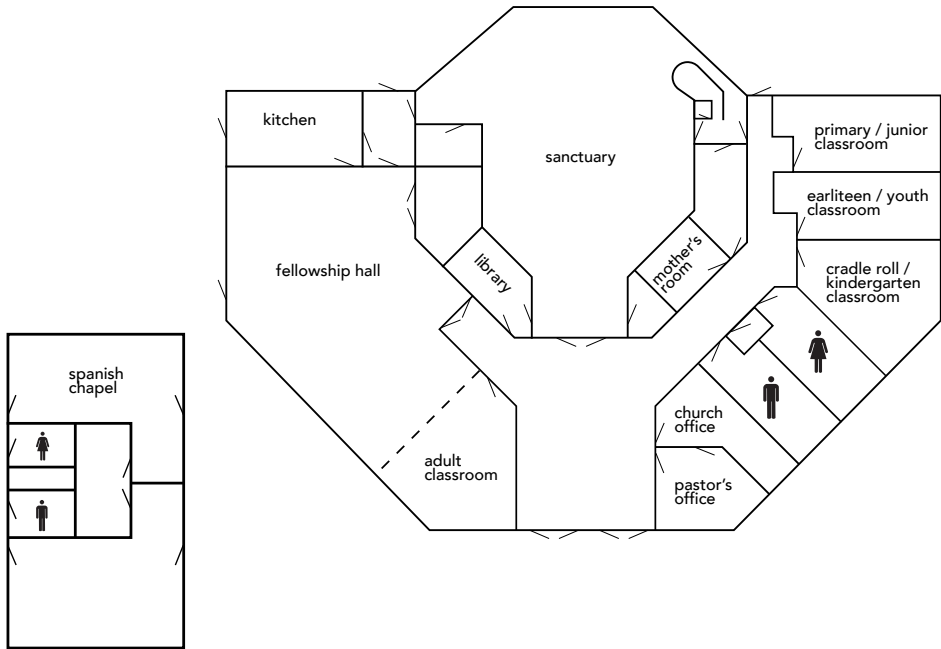 kitchen
sanctuary
primary / junior
classroom
earliteen / youth
classroom
fellowship hall
library
mother's
room
cradle roll /
kindergarten
classroom
spanish
chapel
church
office
adult
classroom
pastor's
office